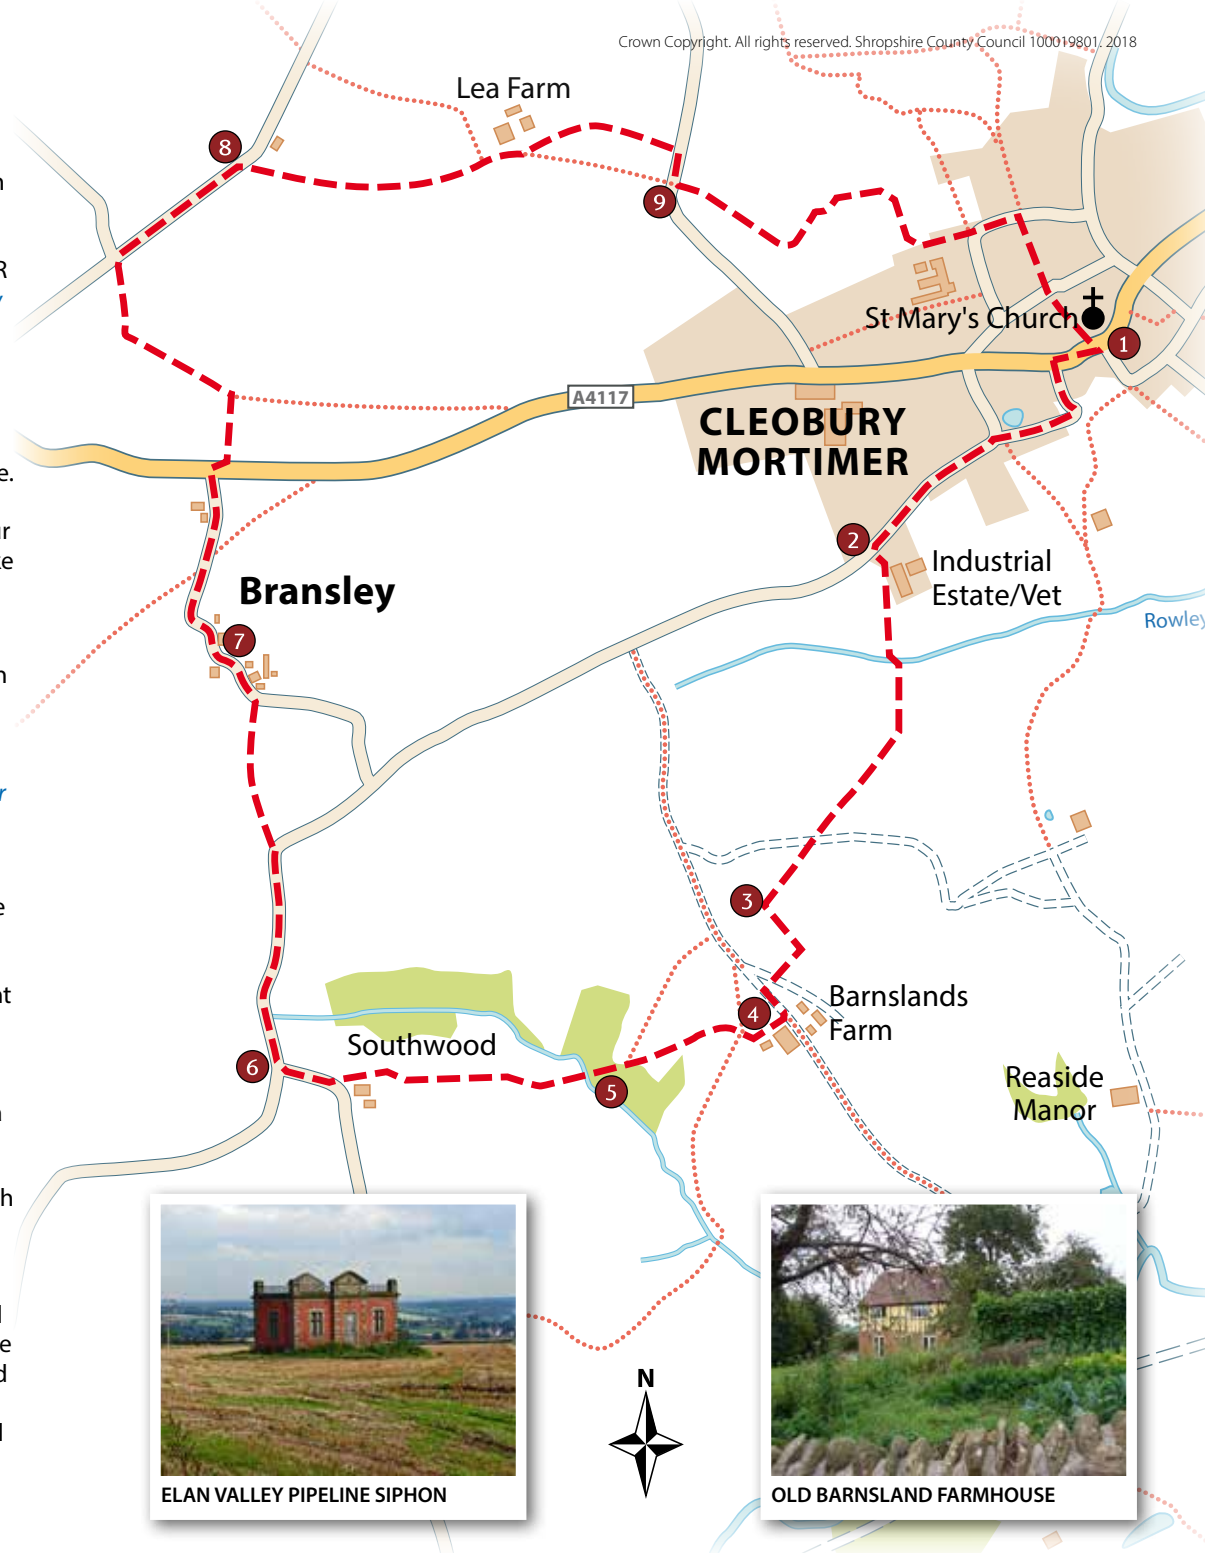 Crown Copyright. All rights reserved. Shropshire County Council 100019801. 2018
Lea Farm
8
9
n
R
y
St Mary's Church
1
A4117
CLEOBURY
MORTIMER
e.
2
Industrial
Estate/Vet
Rowley
Bransley
7
n
r
3
e
4
Barnslands
Farm
Southwood
6
5
Reaside
Manor
h
e
d
N
ELAN VALLEY PIPELINE SIPHON
OLD BARNSLAND FARMHOUSE